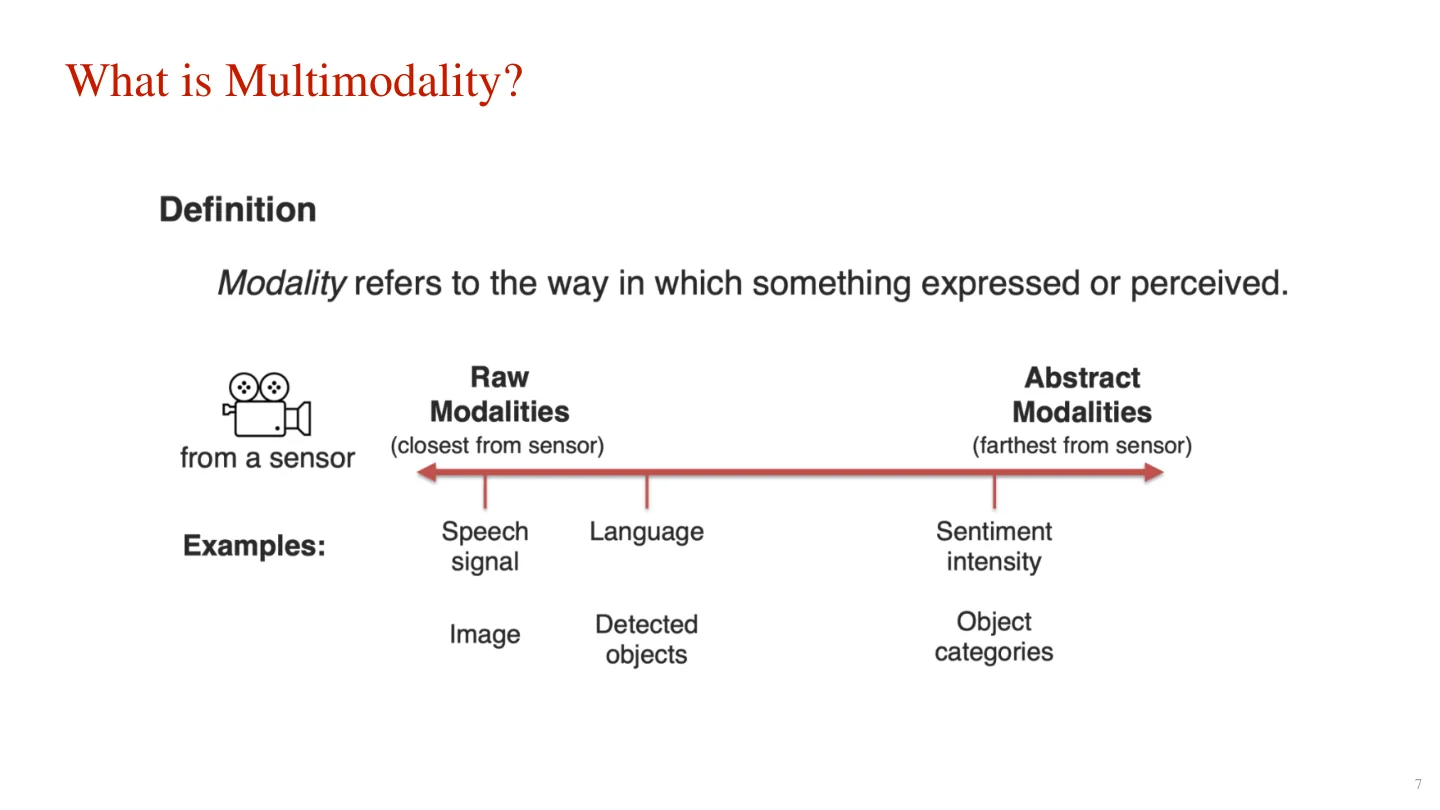 What is Multimodality?
Definition
Modality refers to the way in which something expressed or perceived.
from a sensor
Raw
Modalities
(closest from sensor)
Abstract
Modalities
(farthest from sensor)
Examples:
Speech
signal
Language
Sentiment
intensity
Image
Detected
objects
Object
categories
7